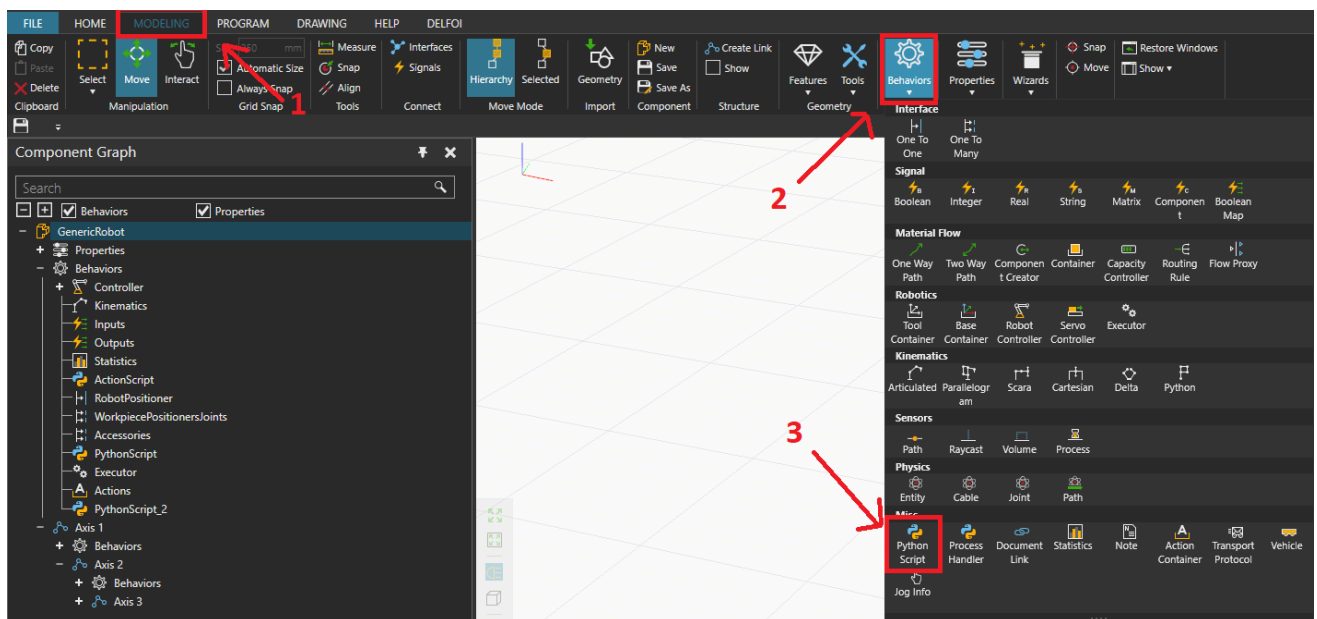 FILE HOME MODELING PROGRAM DRAWING HELP DELFOI
Copy
Paste
Delete
Clipboard
Select
Move
Interact
Manipulation
mm
Automatic Size
Always Snap
Grid Snap
1
Measure
Snap
Align
Tools
Interfaces
Signals
Connect
Hierarchy
Selected
Move Mode
Geometry
Import
New
Save
Save As
Component
Create Link
Show
Structure
Features
Tools
Geometry
Behaviors
Properties
Wizards
Snap
Move
Restore Windows
Show
Component Graph
Search
Behaviors Properties
GenericRobot
Properties
Behaviors
Controller
Kinematics
Inputs
Outputs
Statistics
ActionScript
RobotPositioner
WorkpiecePositionersJoints
Accessories
PythonScript
Executor
Actions
PythonScript_2
Axis 1
Behaviors
Axis 2
Behaviors
Axis 3
2
3
Interface
One To One
One To Many
Signal
Boolean
Integer
Real
String
Matrix
Component
Boolean Map
Material Flow
One Way Path
Two Way Path
Component Creator
Container
Capacity Controller
Routing Rule
Flow Proxy
Robotics
Tool Container
Base Container
Robot Controller
Servo Controller
Executor
Kinematics
Articulated
Parallelogram
Scara
Cartesian
Delta
Python
Sensors
Path
Raycast
Volume
Process
Physics
Entity
Cable
Joint
Path
Misc
Python Script
Process Handler
Document Link
Statistics
Note
Action Container
Transport Protocol
Vehicle
Jog Info